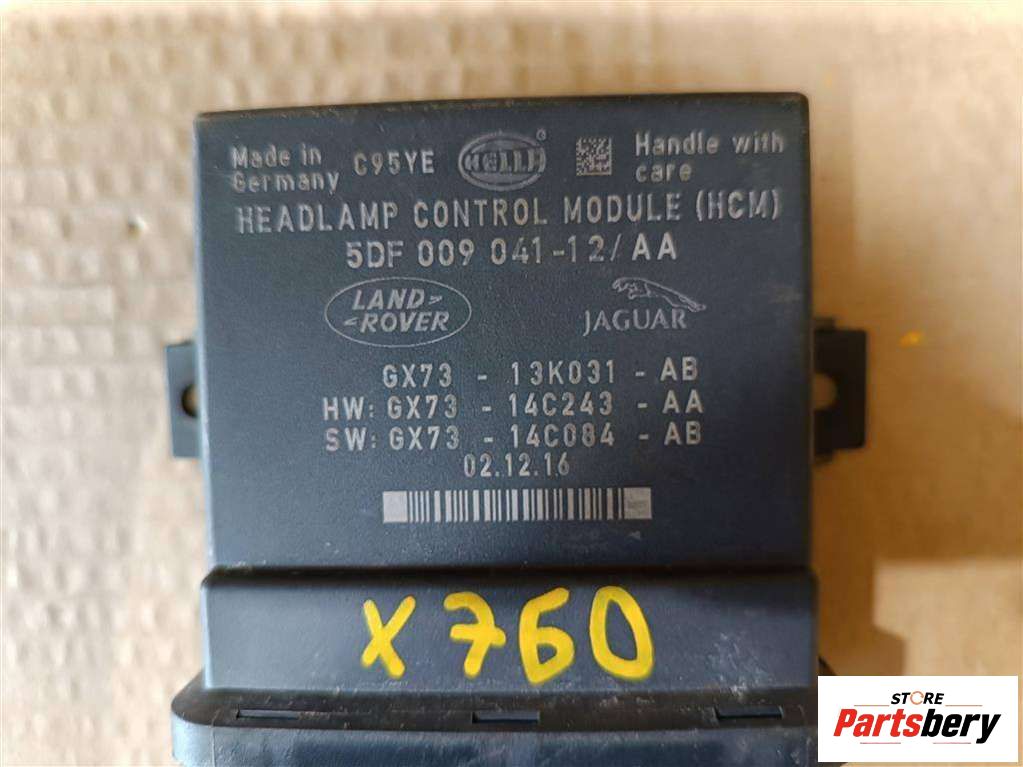 Made in Germany C95YE HELLA ® Handle with care
HEADLAMP CONTROL MODULE (HCM)
5DF 009 041-12/AA
LAND ROVER JAGUAR
GX73 - 13K031 - AB
HW: GX73 - 14C243 - AA
SW: GX73 - 14C084 - AB
02.12.16
X760
STORE
Partsbery